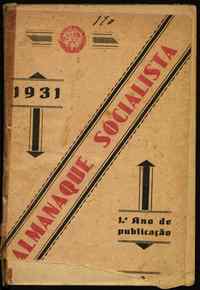 1931
ALMANAQUE SOCIALISTA
1.º Ano de
publicação